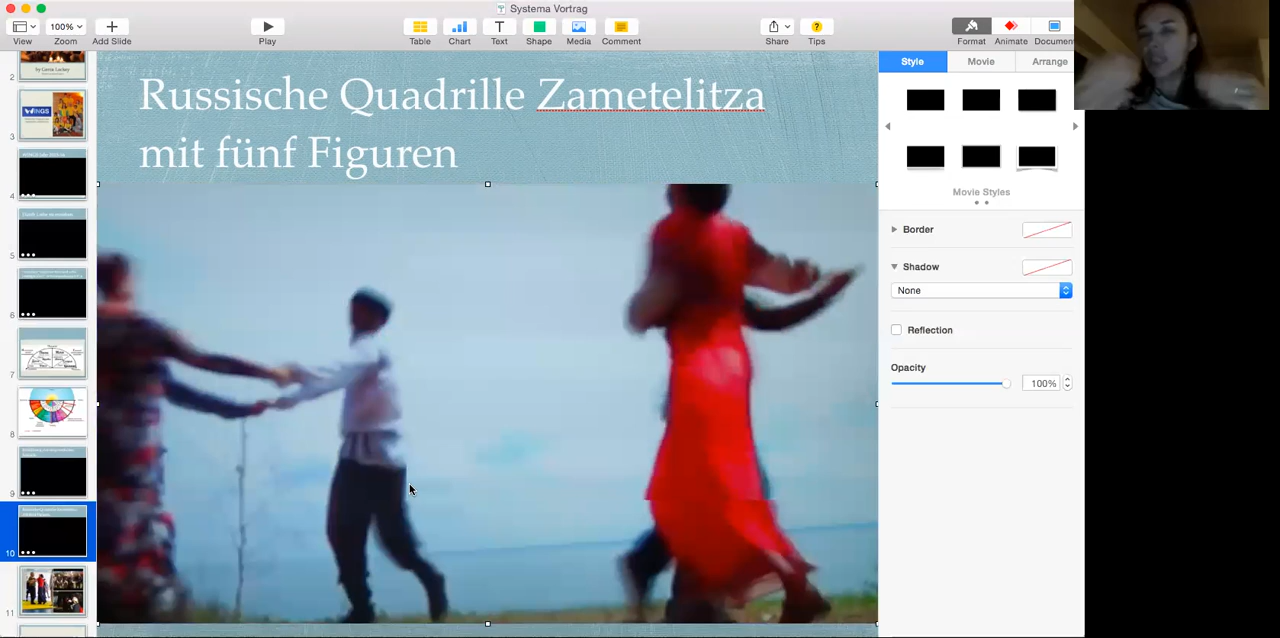 Systema Vortrag
100%
View
Zoom
Add Slide
Play
Table
Chart
Text
Shape
Media
Comment
Share
Tips
Format
Animate
Documen
Style
Movie
Arrange
Movie Styles
Border
Shadow
None
Reflection
Opacity
100%
2
3
4
5
6
7
8
9
10
11
WINGS
Russische Quadrille Zametelitza
mit fünf Figuren